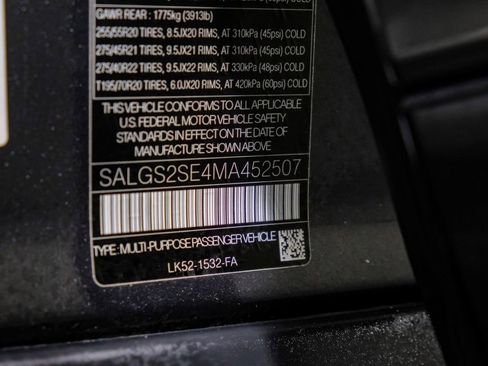 GAWR REAR : 1775kg (3913lb)
255/55R20 TIRES, 8.5JX20 RIMS, AT 310kPa (45psi) COLD
275/45R21 TIRES, 9.5JX21 RIMS, AT 310kPa (45psi) COLD
275/40R22 TIRES, 9.5JX22 RIMS, AT 330kPa (48psi) COLD
T195/70R20 TIRES, 6.0JX20 RIMS, AT 420kPa (60psi) COLD
THIS VEHICLE CONFORMS TO ALL APPLICABLE
U.S. FEDERAL MOTOR VEHICLE SAFETY
STANDARDS IN EFFECT ON THE DATE OF
MANUFACTURE SHOWN ABOVE
SALGS2SE4MA452507
TYPE : MULTI-PURPOSE PASSENGER VEHICLE
LK52-1532-FA